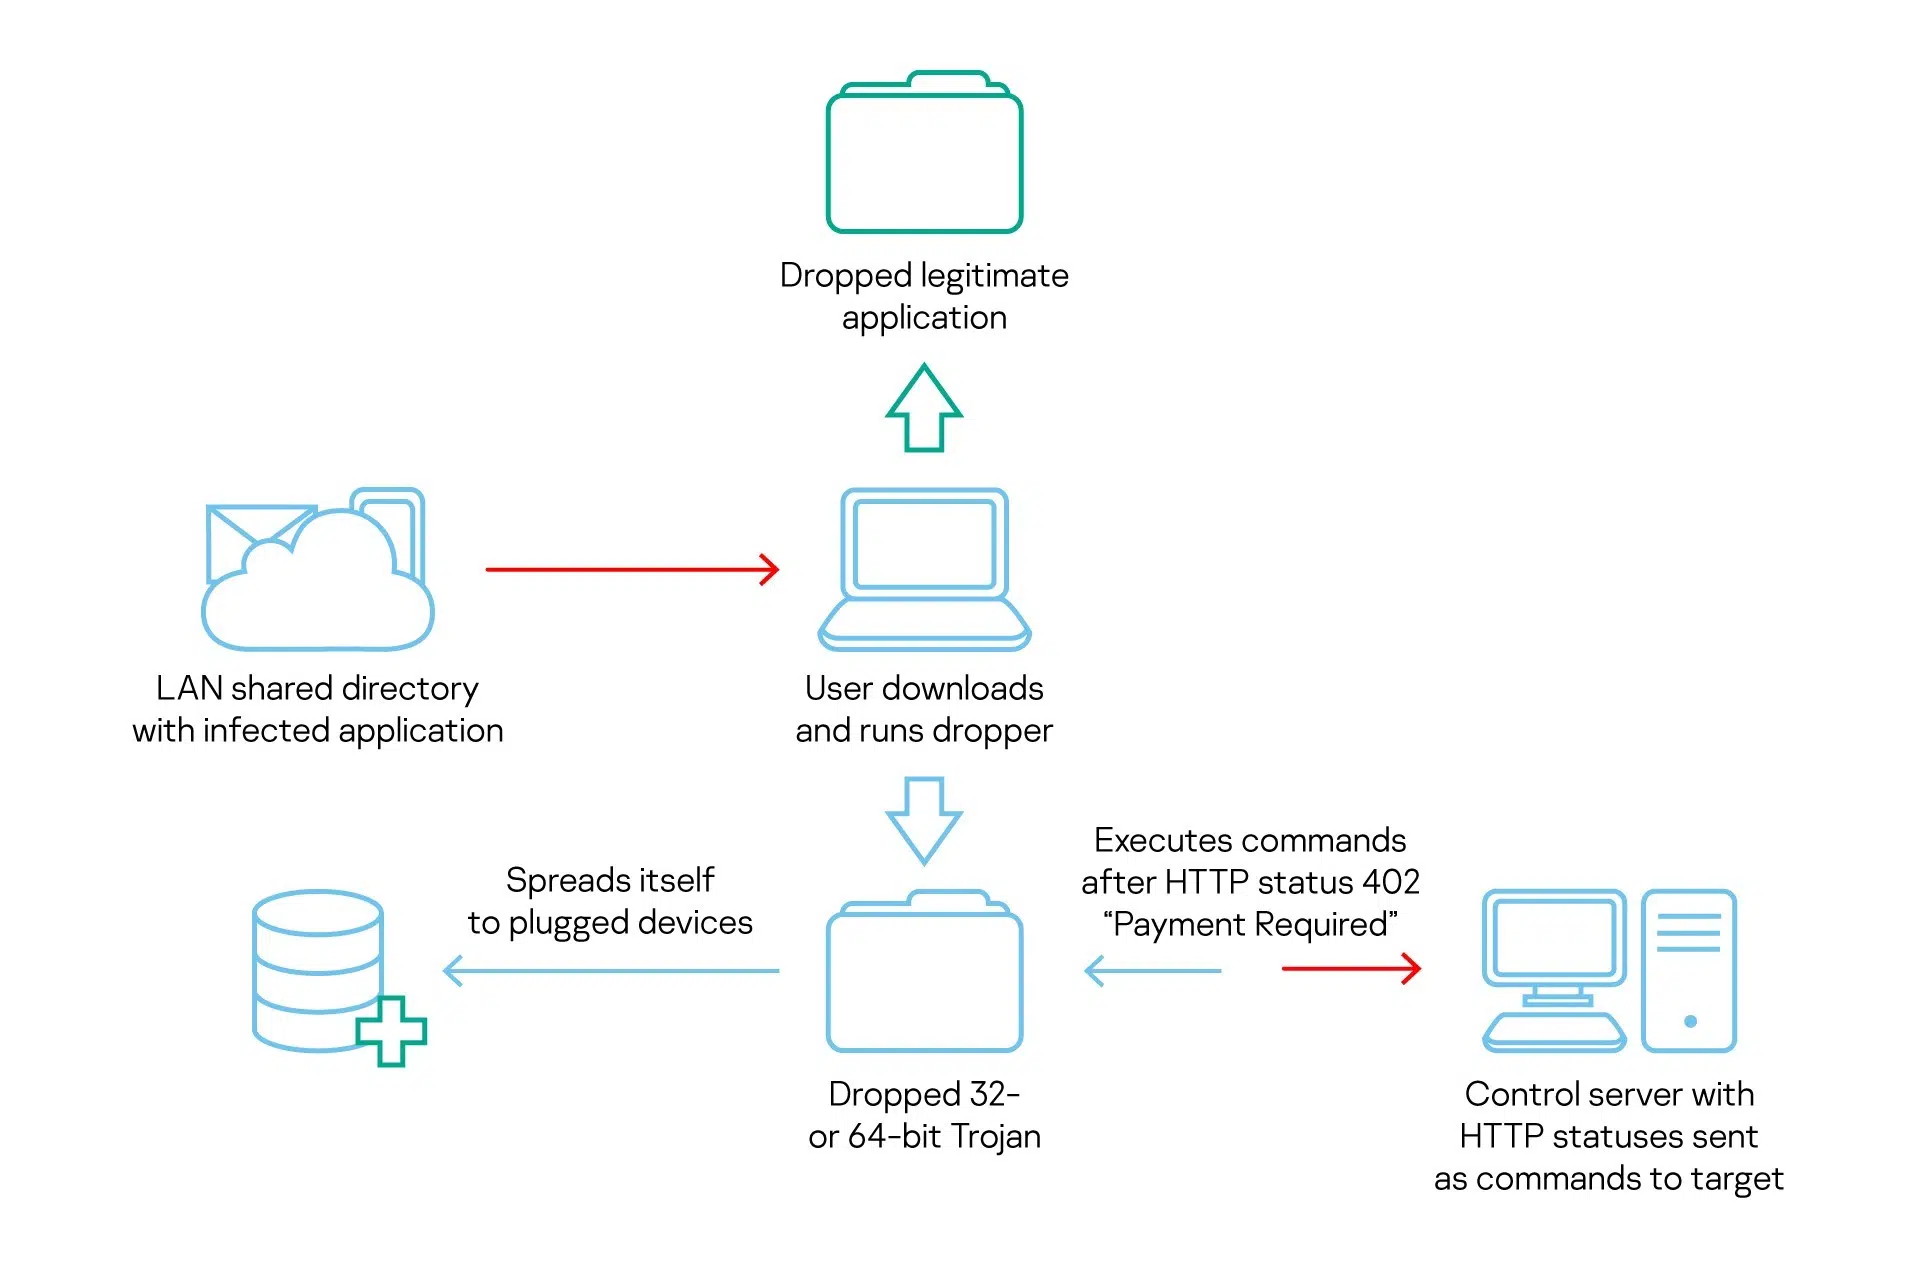 Dropped legitimate
application
LAN shared directory
with infected application
User downloads
and runs dropper
Spreads itself
to plugged devices
Executes commands
after HTTP status 402
“Payment Required”
Dropped 32-
or 64-bit Trojan
Control server with
HTTP statuses sent
as commands to target